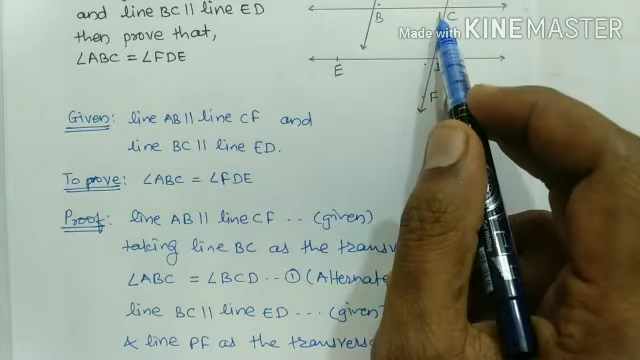 and line BC || line ED
then prove that,
∠ABC = ∠FDE
B
C
Made with KINEMASTER
E
F
Given: line AB || line CF and
line BC || line ED.
To prove: ∠ABC = ∠FDE
Proof: line AB || line CF .. (given)
taking line BC as the
∠ABC = ∠BCD .. ① (Alternate
line BC || line ED ... (given)
& line PF as the